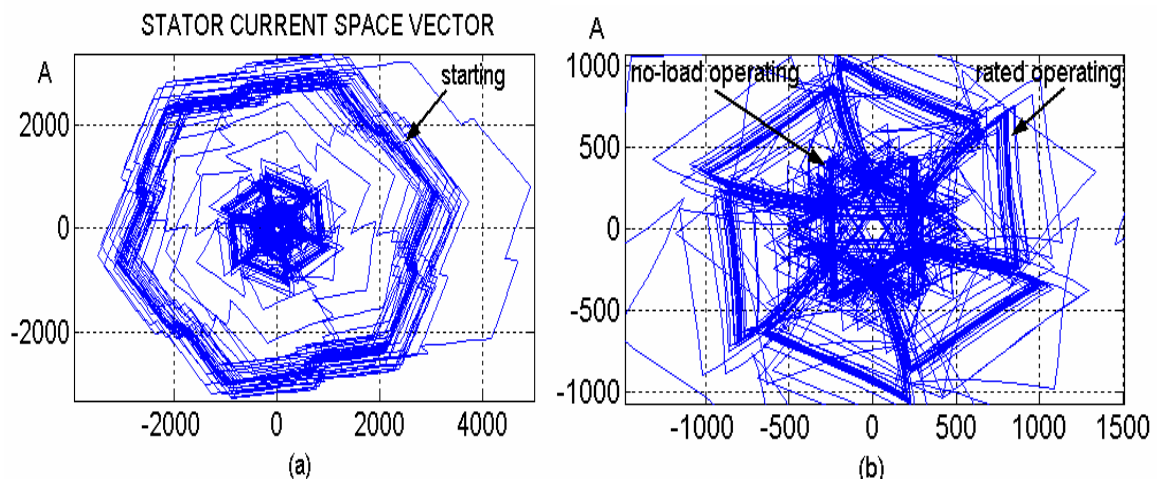 STATOR CURRENT SPACE VECTOR
A
starting
2000
0
-2000
-2000 0 2000 4000
(a)
A
no-load operating
rated operating
1000
500
0
-500
-1000
-1000 -500 0 500 1000 1500
(b)